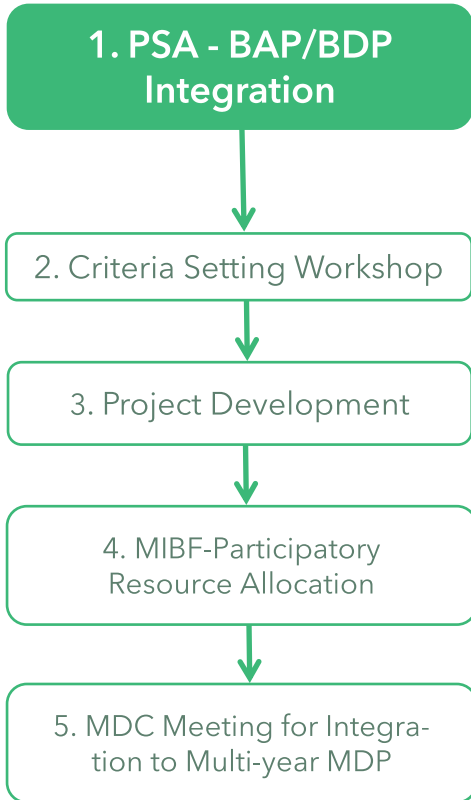 1. PSA - BAP/BDP
Integration
2. Criteria Setting Workshop
3. Project Development
4. MIBF-Participatory
Resource Allocation
5. MDC Meeting for Integra-
tion to Multi-year MDP